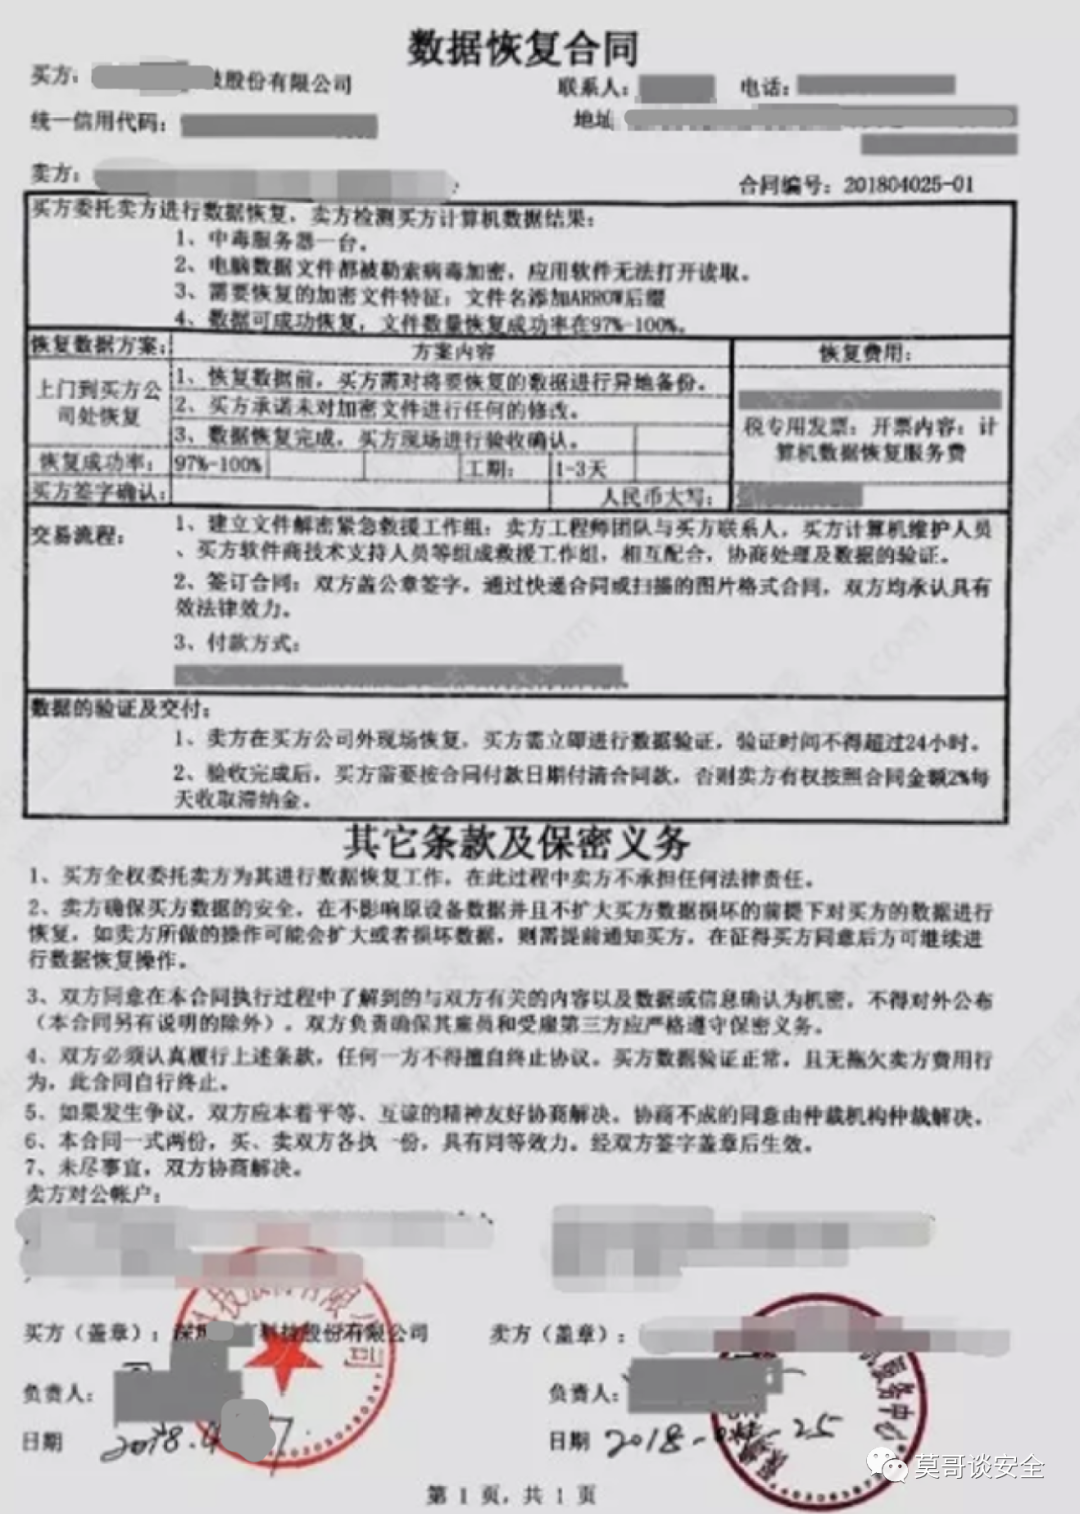 数据恢复合同
买方： 技股份有限公司 联系人： 电话：
统一信用代码： 地址
卖方： 合同编号：201804025-01
买方委托卖方进行数据恢复，卖方检测买方计算机数据结果：
1、中毒服务器一台。
2、电脑数据文件都被勒索病毒加密，应用软件无法打开读取。
3、需要恢复的加密文件特征：文件名添加ARROW后缀
4、数据可成功恢复，文件数量恢复成功率在97%-100%。
恢复数据方案： 方案内容 恢复费用：
上门到买方公司处恢复
1、恢复数据前，买方需对将要恢复的数据进行异地备份。
2、买方承诺未对加密文件进行任何的修改。
3、数据恢复完成，买方现场进行验收确认。
税专用发票：开票内容：计
算机数据恢复服务费
恢复成功率： 97%-100% 工期： 1-3天
买方签字确认： 人民币大写：
交易流程：
1、建立文件解密紧急救援工作组：卖方工程师团队与买方联系人，买方计算机维护人员
、买方软件商技术支持人员等组成救援工作组，相互配合，协商处理及数据的验证。
2、签订合同：双方盖公章签字，通过快递合同或扫描的图片格式合同，双方均承认具有
效法律效力。
3、付款方式：
数据的验证及交付：
1、卖方在买方公司外现场恢复，买方需立即进行数据验证，验证时间不得超过24小时。
2、验收完成后，买方需要按合同付款日期付清合同款，否则卖方有权按照合同金额2%每
天收取滞纳金。
其它条款及保密义务
1、买方全权委托卖方为其进行数据恢复工作，在此过程中卖方不承担任何法律责任。
2、卖方确保买方数据的安全，在不影响原设备数据并且不扩大买方数据损坏的前提下对买方的数据进行
恢复，如卖方所做的操作可能会扩大或者损坏数据，则需提前通知买方，在征得买方同意后方可继续进
行数据恢复操作。
3、双方同意在本合同执行过程中了解到的与双方有关的内容以及数据或信息确认为机密，不得对外公布
（本合同另有说明的除外）。双方负责确保其雇员和受雇第三方应严格遵守保密义务。
4、双方必须认真履行上述条款，任何一方不得擅自终止协议。买方数据验证正常，且无拖欠卖方费用行
为，此合同自行终止。
5、如果发生争议，双方应本着平等、互谅的精神友好协商解决。协商不成的同意由仲裁机构仲裁解决。
6、本合同一式两份，买、卖双方各执一份，具有同等效力。经双方签字盖章后生效。
7、未尽事宜，双方协商解决。
卖方对公帐户：
买方（盖章）：深圳 科技股份有限公司 卖方（盖章）：
负责人： 负责人：
日期 2018.4 日期 2018-04-25
服务中心
第 1 页，共 1 页
莫哥谈安全